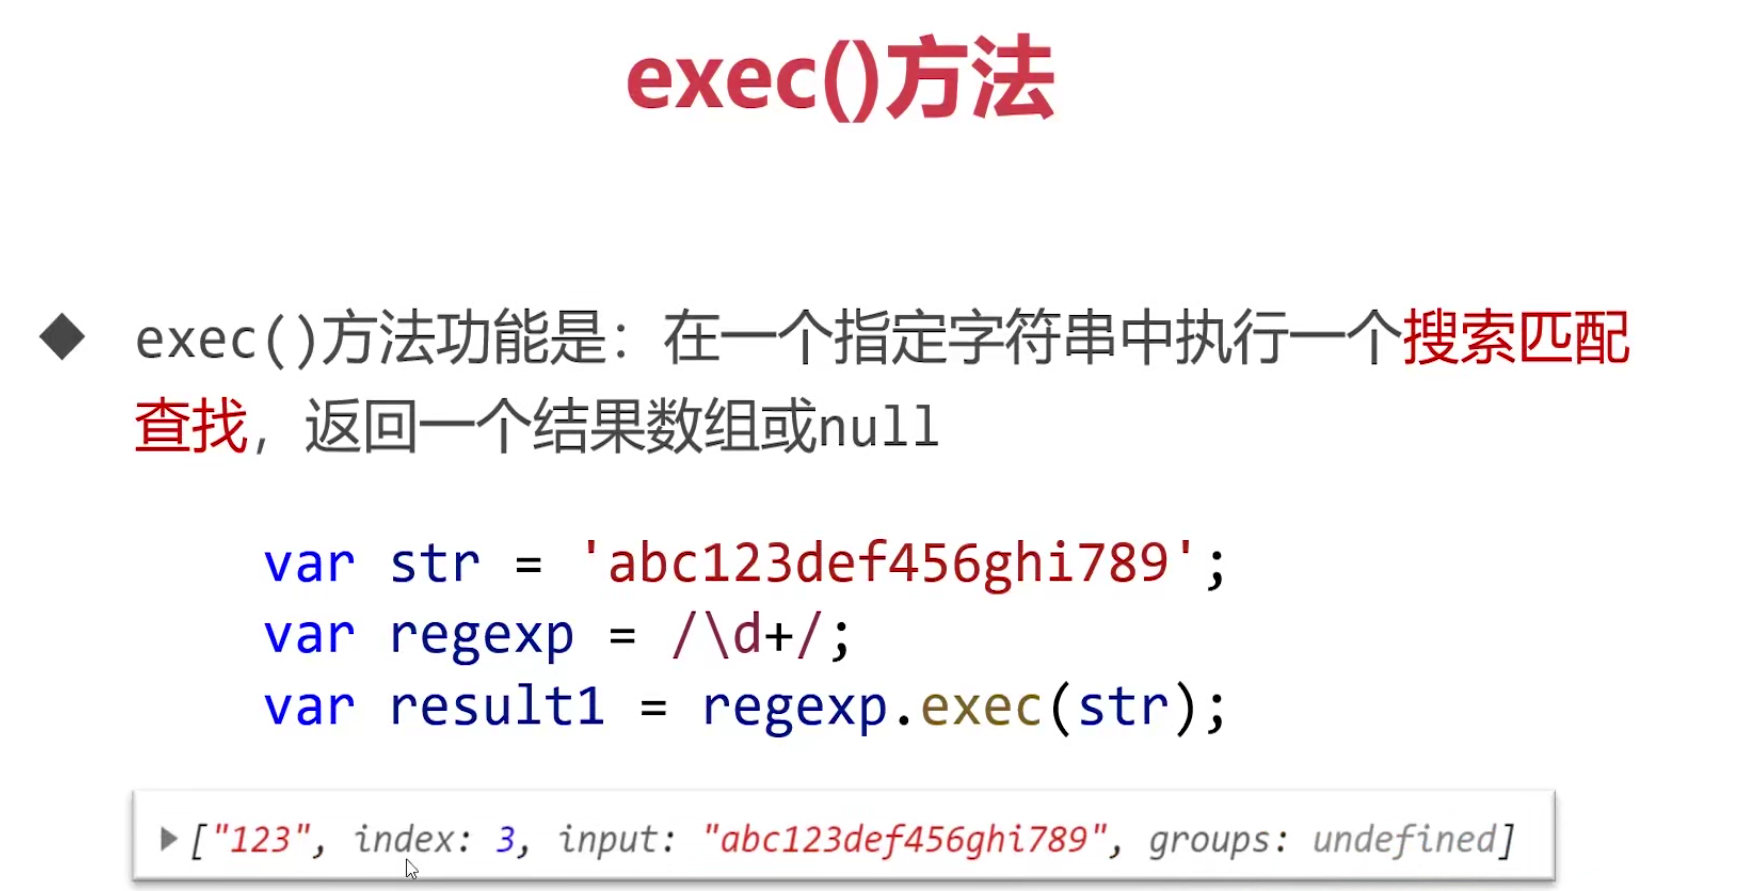 exec()方法
exec()方法功能是：在一个指定字符串中执行一个搜索匹配
查找，返回一个结果数组或null
var str = 'abc123def456ghi789';
var regexp = /\d+/;
var result1 = regexp.exec(str);
["123", index: 3, input: "abc123def456ghi789", groups: undefined]